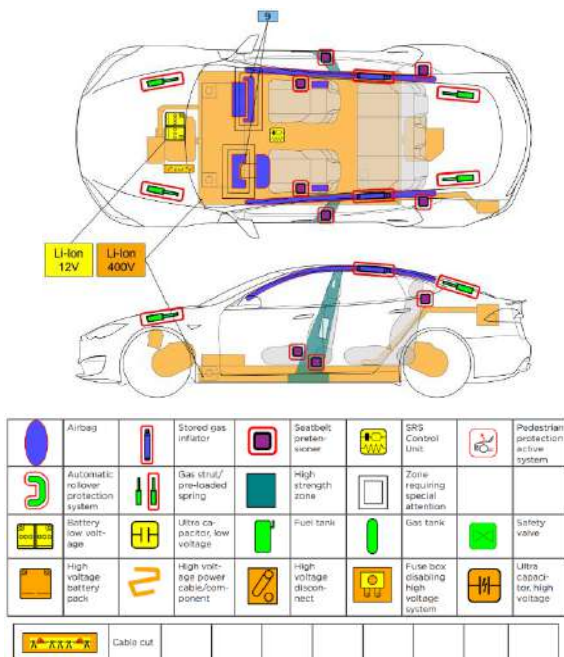 9
Li-Ion
12V
Li-Ion
400V
Airbag
Stored gas
inflator
Seatbelt
preten-
sioner
SRS
Control
Unit
Pedestrian
protection
active
system
Automatic
rollover
protection
system
Gas strut/
pre-loaded
spring
High
strength
zone
Zone
requiring
special
attention
Battery
low volt-
age
Ultra ca-
pacitor, low
voltage
Fuel tank
Gas tank
Safety
valve
High
voltage
battery
pack
High volt-
age power
cable/com-
ponent
High
voltage
discon-
nect
Fuse box
disabling
high
voltage
system
Ultra
capaci-
tor, high
voltage
Cable cut